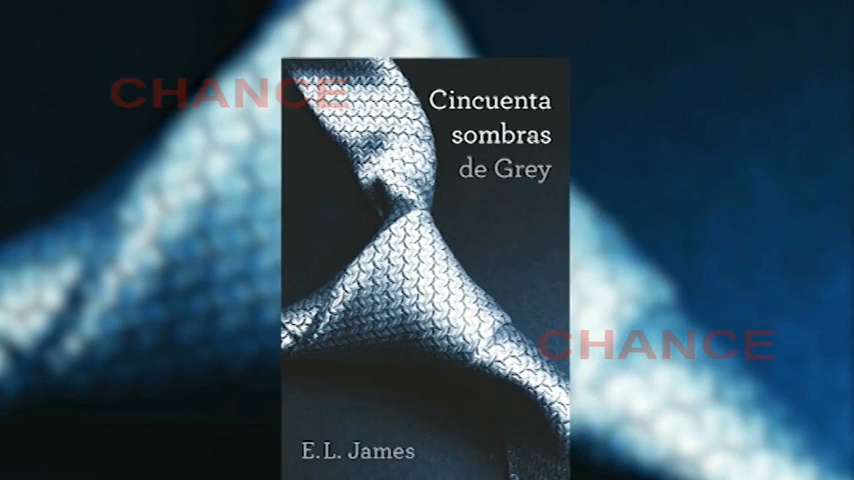 CHANCE
Cincuenta
sombras
de Grey
CHANCE
E.L. James